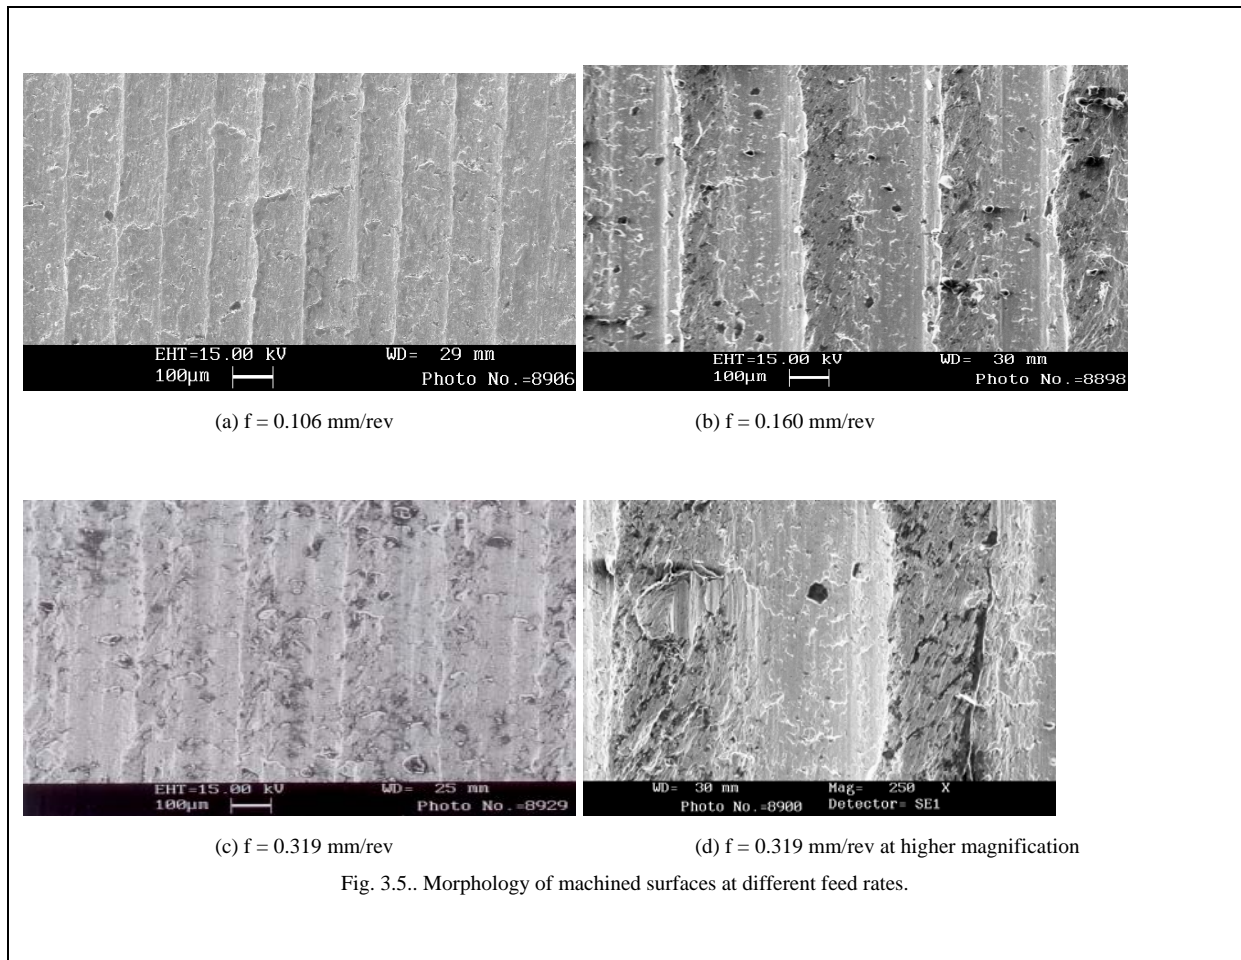 EHT=15.00 kV WD= 29 mm
100µm Photo No.=8906
EHT=15.00 kV WD= 30 mm
100µm Photo No.=8898
(a) f = 0.106 mm/rev (b) f = 0.160 mm/rev
EHT=15.00 kV WD= 25 mm
100µm Photo No.=8929
WD= 30 mm Mag= 250 X
Photo No.=8900 Detector= SE1
(c) f = 0.319 mm/rev (d) f = 0.319 mm/rev at higher magnification
Fig. 3.5.. Morphology of machined surfaces at different feed rates.